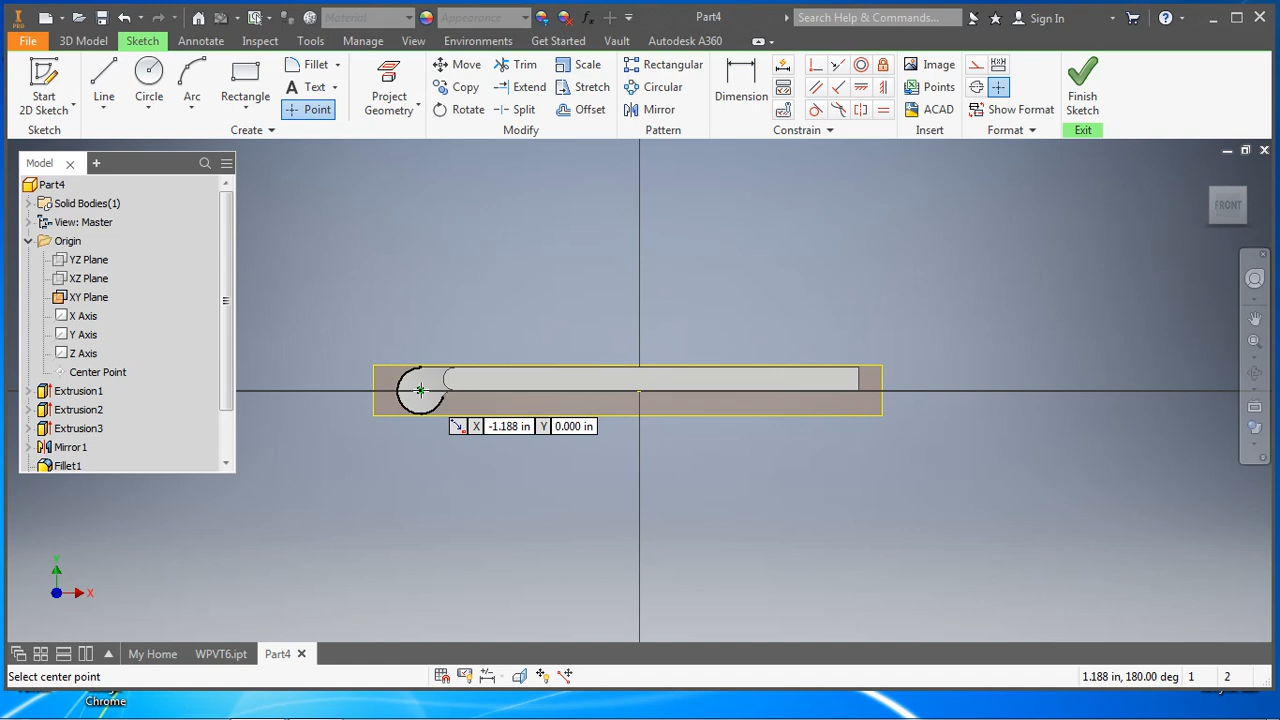 PRO
Material
Appearance
fx
Part4
Search Help & Commands...
Sign In
File
3D Model
Sketch
Annotate
Inspect
Tools
Manage
View
Environments
Get Started
Vault
Autodesk A360
Start
2D Sketch
Line
Circle
Arc
Rectangle
Fillet
A Text
Point
Project
Geometry
Move
Trim
Scale
Copy
Extend
Stretch
Rotate
Split
Offset
Rectangular
Circular
Mirror
Dimension
Image
Points
ACAD
Show Format
Finish
Sketch
Sketch
Create
Modify
Pattern
Constrain
Insert
Format
Exit
Model
Part4
Solid Bodies(1)
View: Master
Origin
YZ Plane
XZ Plane
XY Plane
X Axis
Y Axis
Z Axis
Center Point
Extrusion1
Extrusion2
Extrusion3
Mirror1
Fillet1
FRONT
X -1.188 in Y 0.000 in
Y
X
My Home
WPVT6.ipt
Part4
Select center point
1.188 in, 180.00 deg 1 2
Chrome